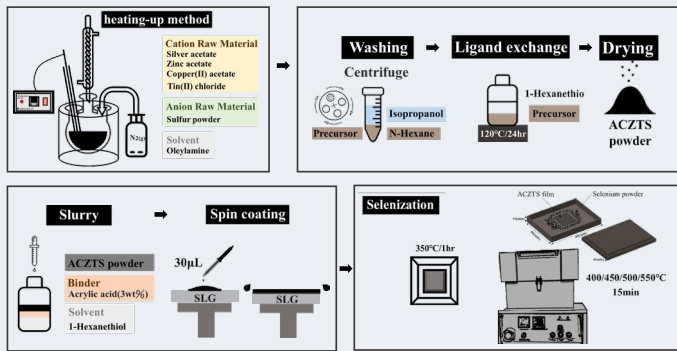 heating-up method
Cation Raw Material
Silver acetate
Zinc acetate
Copper(II) acetate
Tin(II) chloride
Anion Raw Material
Sulfur powder
Solvent
Oleylamine
N2(g)
Washing
Centrifuge
Precursor
Isopropanol
N-Hexane
Ligand exchange
1-Hexanethio
Precursor
120°C/24hr
Drying
ACZTS
powder
Slurry
ACZTS powder
Binder
Acrylic acid(3wt%)
Solvent
1-Hexanethiol
Spin coating
30μL
SLG
SLG
Selenization
350°C/1hr
ACZTS film
Selenium powder
400/450/500/550°C
15min